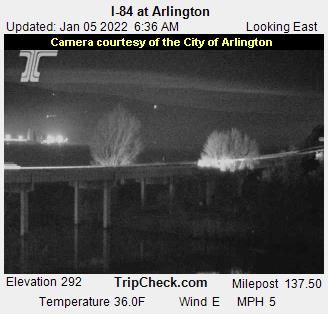 I-84 at Arlington
Updated: Jan 05 2022 6:36 AM Looking East
Camera courtesy of the City of Arlington
Elevation 292 TripCheck.com Milepost 137.50
Temperature 36.0F Wind E MPH 5